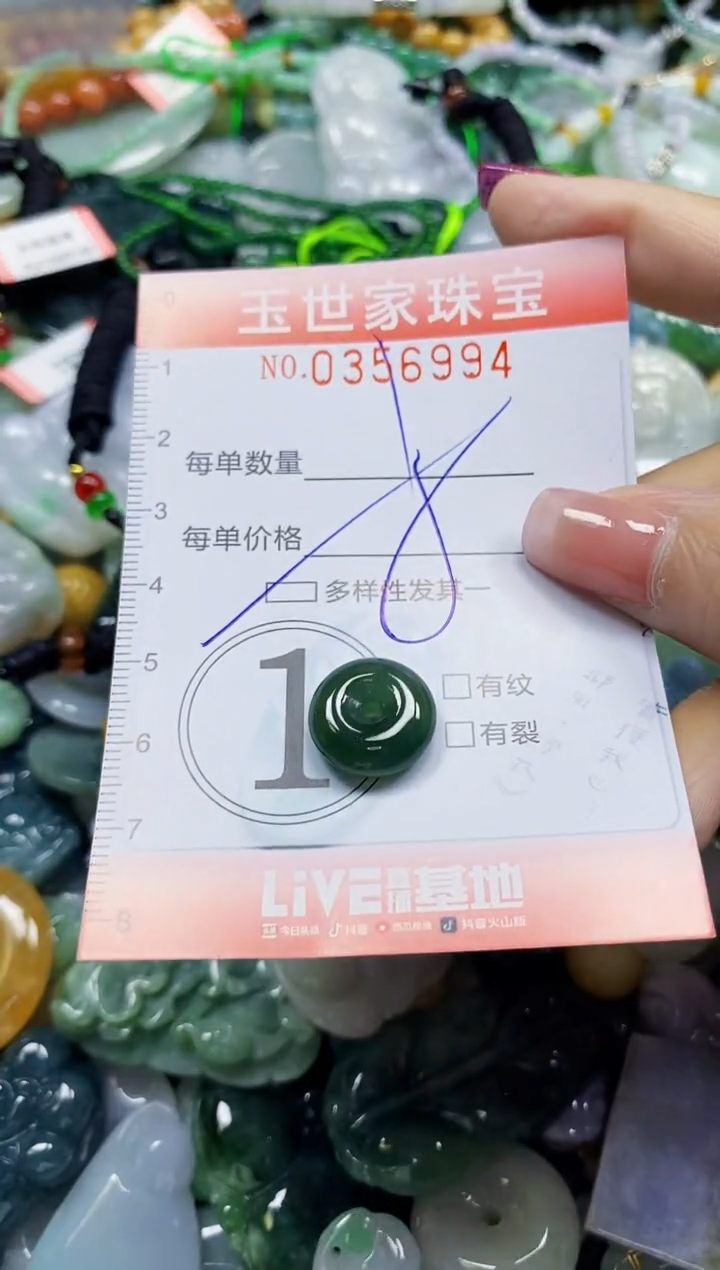 玉世家珠宝
NO.0356994
每单数量
每单价格
多样性发其一
1
有纹
有裂
LiVE直播基地
今日头条 抖音 西瓜视频 抖音火山版
0
1
2
3
4
5
6
7
8